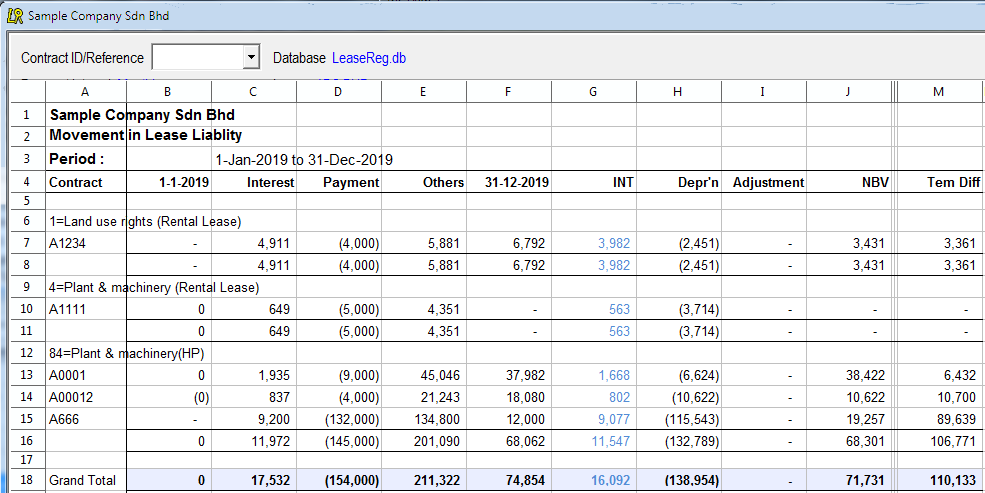 LR Sample Company Sdn Bhd
Contract ID/Reference Database LeaseReg.db
A B C D E F G H I J M
1 Sample Company Sdn Bhd
2 Movement in Lease Liablity
3 Period : 1-Jan-2019 to 31-Dec-2019
4 Contract 1-1-2019 Interest Payment Others 31-12-2019 INT Depr'n Adjustment NBV Tem Diff
5
6 1=Land use rights (Rental Lease)
7 A1234 - 4,911 (4,000) 5,881 6,792 3,982 (2,451) - 3,431 3,361
8 - 4,911 (4,000) 5,881 6,792 3,982 (2,451) - 3,431 3,361
9 4=Plant & machinery (Rental Lease)
10 A1111 0 649 (5,000) 4,351 - 563 (3,714) - - -
11 0 649 (5,000) 4,351 - 563 (3,714) - - -
12 84=Plant & machinery(HP)
13 A0001 0 1,935 (9,000) 45,046 37,982 1,668 (6,624) - 38,422 6,432
14 A00012 (0) 837 (4,000) 21,243 18,080 802 (10,622) - 10,622 10,700
15 A666 - 9,200 (132,000) 134,800 12,000 9,077 (115,543) - 19,257 89,639
16 0 11,972 (145,000) 201,090 68,062 11,547 (132,789) - 68,301 106,771
17
18 Grand Total 0 17,532 (154,000) 211,322 74,854 16,092 (138,954) - 71,731 110,133